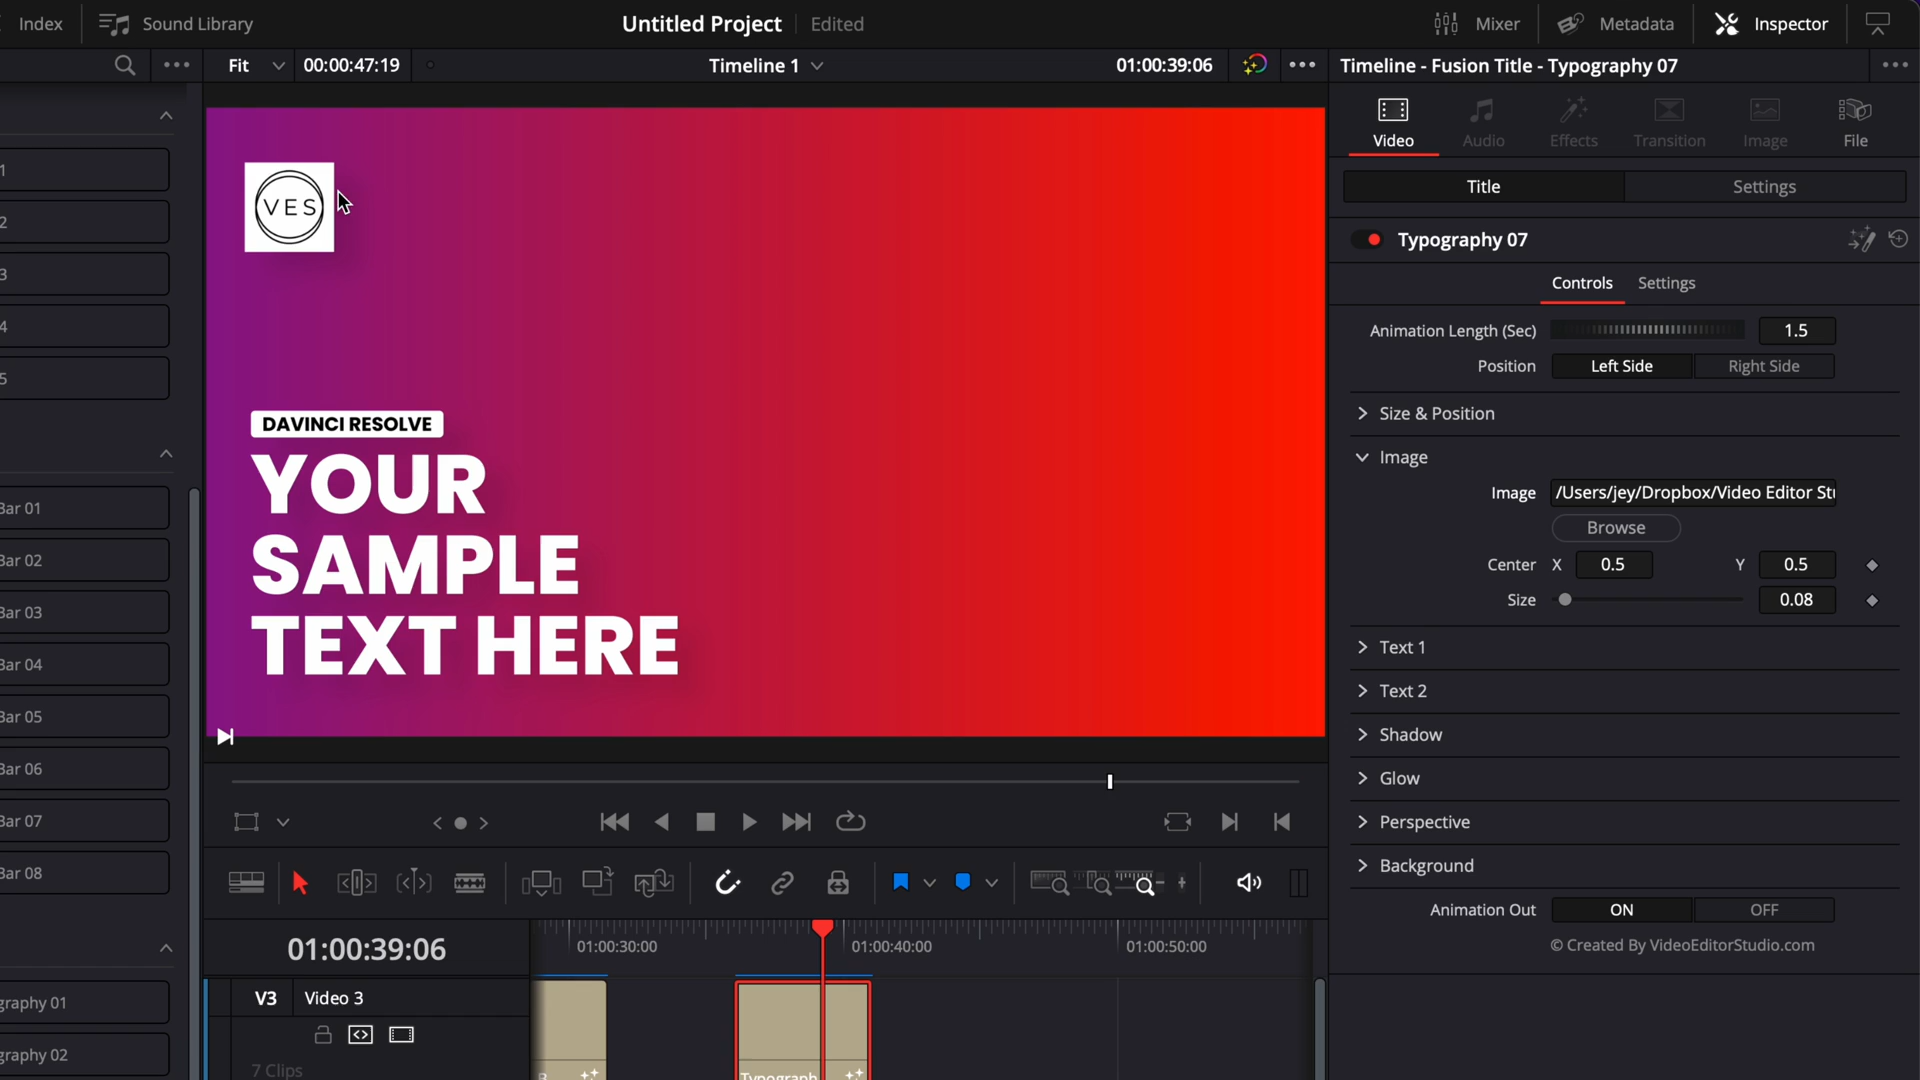 Index
Sound Library
Untitled Project
Edited
Mixer
Metadata
Inspector
Fit
00:00:47:19
Timeline 1
01:00:39:06
Timeline - Fusion Title - Typography 07
Video
Audio
Effects
Transition
Image
File
Title
Settings
Typography 07
Controls
Settings
Animation Length (Sec)
1.5
Position
Left Side
Right Side
Size & Position
Image
Image
/Users/jey/Dropbox/Video Editor Stu
Browse
Center X 0.5 Y 0.5
Size
0.08
Text 1
Text 2
Shadow
Glow
Perspective
Background
Animation Out
ON
OFF
© Created By VideoEditorStudio.com
1
2
3
4
5
Bar 01
Bar 02
Bar 03
Bar 04
Bar 05
Bar 06
Bar 07
Bar 08
graphy 01
graphy 02
VES
DAVINCI RESOLVE
YOUR
SAMPLE
TEXT HERE
01:00:39:06
01:00:30:00
01:00:40:00
01:00:50:00
V3
Video 3
7 Clips
Typograph